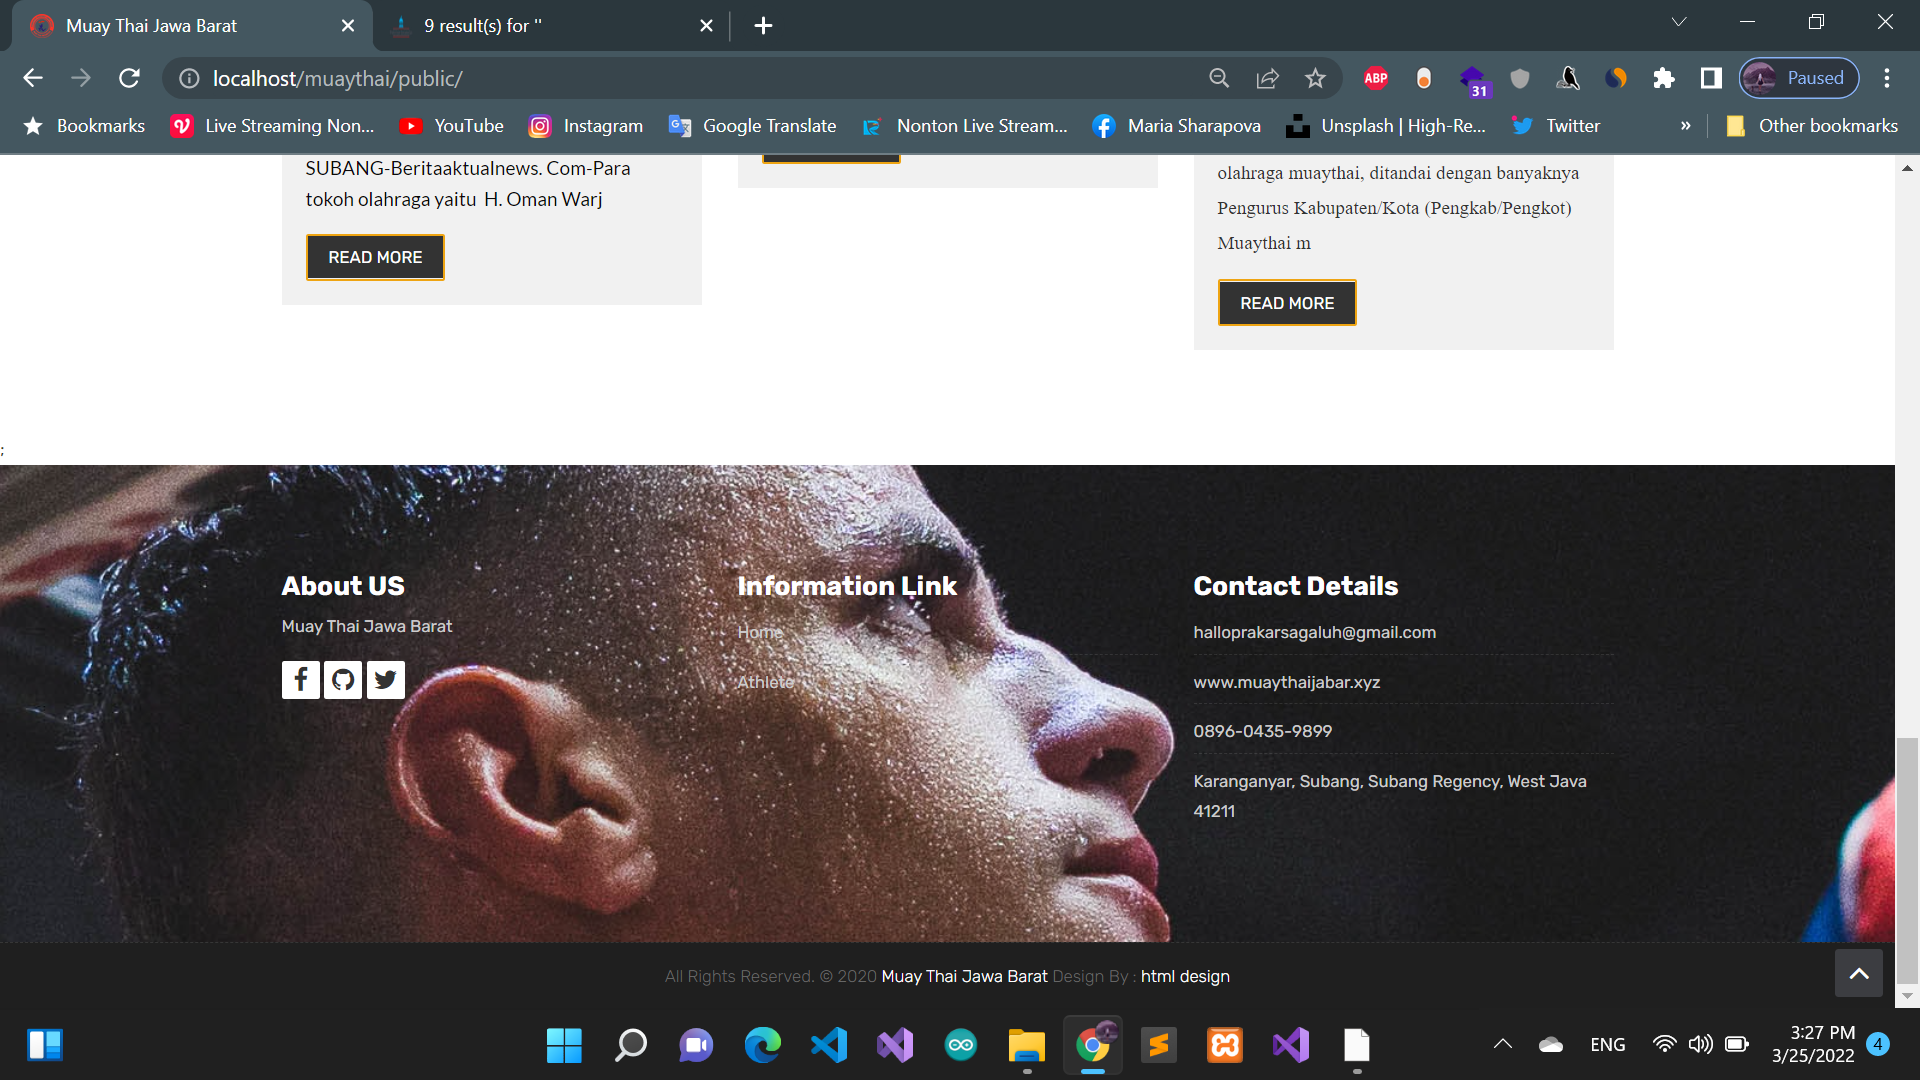 Muay Thai Jawa Barat
9 result(s) for ''
localhost/muaythai/public/
ABP
31
Paused
Bookmarks
Live Streaming Non...
YouTube
Instagram
Google Translate
Nonton Live Stream...
Maria Sharapova
Unsplash | High-Re...
Twitter
»
Other bookmarks
SUBANG-Beritaaktualnews. Com-Para
tokoh olahraga yaitu  H. Oman Warj
READ MORE
olahraga muaythai, ditandai dengan banyaknya
Pengurus Kabupaten/Kota (Pengkab/Pengkot)
Muaythai m
READ MORE
;
About US
Muay Thai Jawa Barat
Information Link
Home
Athlete
Contact Details
halloprakarsagaluh@gmail.com
www.muaythaijabar.xyz
0896-0435-9899
Karanganyar, Subang, Subang Regency, West Java
41211
All Rights Reserved. © 2020 Muay Thai Jawa Barat Design By : html design
ENG
3:27 PM
3/25/2022
4